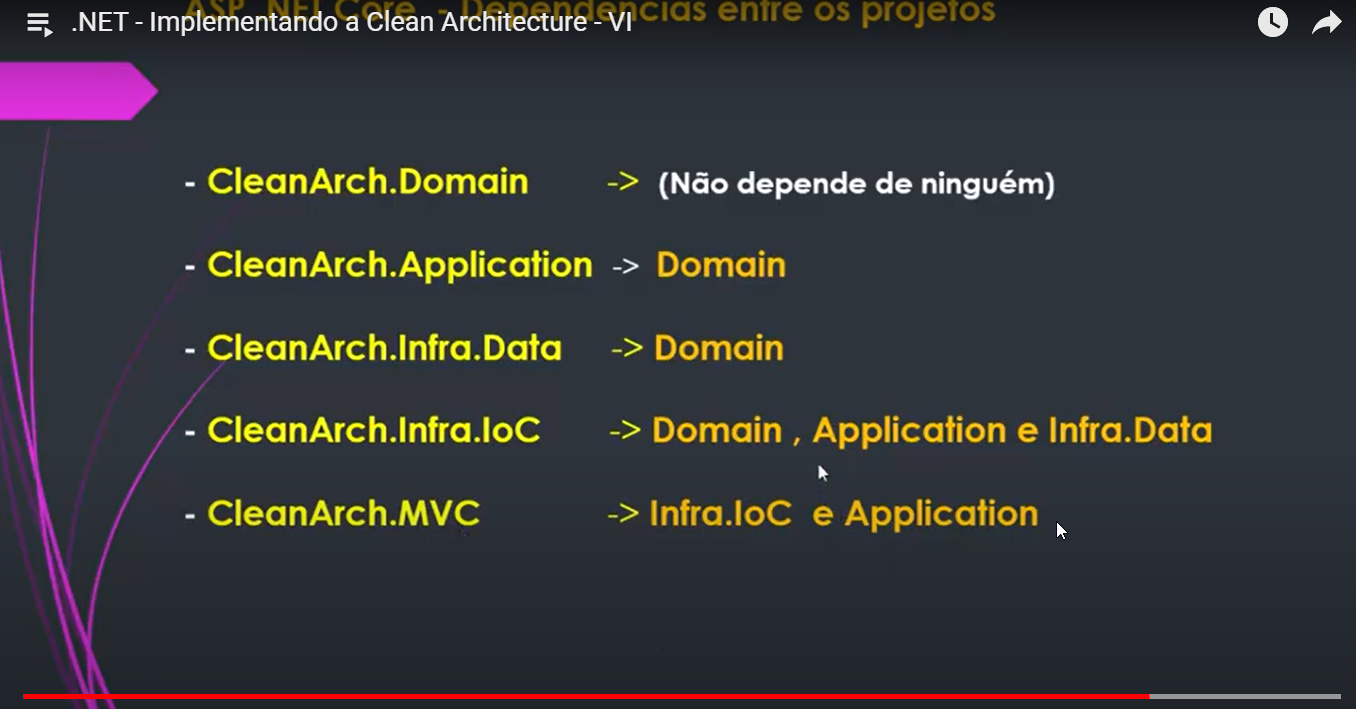 ASP .NET Core - Dependências entre os projetos
.NET - Implementando a Clean Architecture - VI
- CleanArch.Domain -> (Não depende de ninguém)
- CleanArch.Application -> Domain
- CleanArch.Infra.Data -> Domain
- CleanArch.Infra.IoC -> Domain , Application e Infra.Data
- CleanArch.MVC -> Infra.IoC e Application